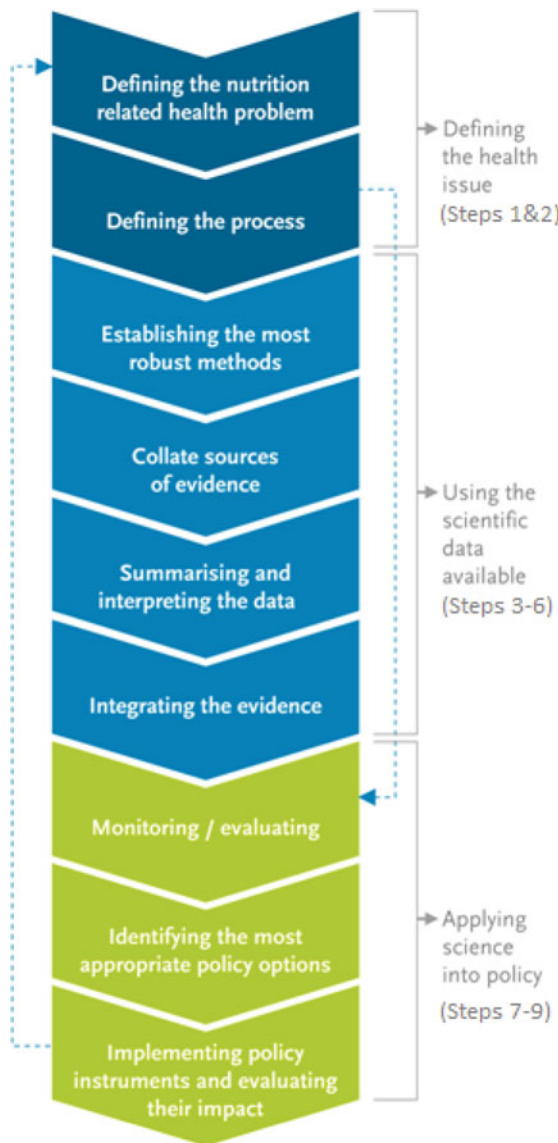 Defining the nutrition
related health problem
Defining the process
Establishing the most
robust methods
Collate sources
of evidence
Summarising and
interpreting the data
Integrating the evidence
Monitoring / evaluating
Identifying the most
appropriate policy options
Implementing policy
instruments and evaluating
their impact
Defining
the health
issue
(Steps 1&2)
Using the
scientific
data
available
(Steps 3-6)
Applying
science
into policy
(Steps 7-9)